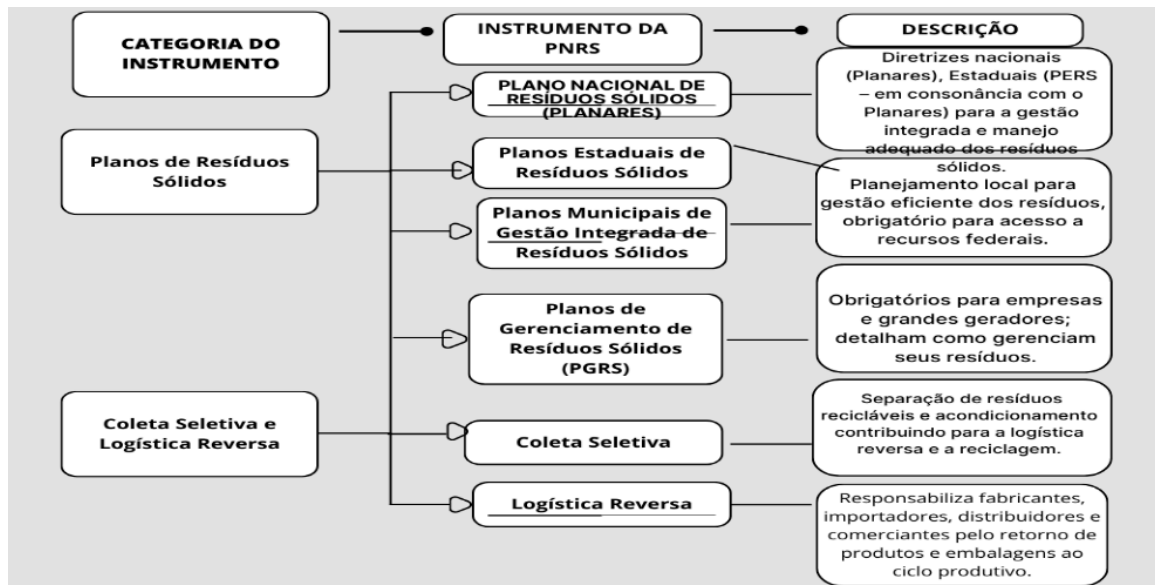 CATEGORIA DO
INSTRUMENTO
INSTRUMENTO DA
PNRS
DESCRIÇÃO
Planos de Resíduos
Sólidos
PLANO NACIONAL DE
RESÍDUOS SÓLIDOS
(PLANARES)
Diretrizes nacionais
(Planares), Estaduais (PERS
– em consonância com o
Planares) para a gestão
integrada e manejo
adequado dos resíduos
sólidos.
Planos Estaduais de
Resíduos Sólidos
Planos Municipais de
Gestão Integrada de
Resíduos Sólidos
Planejamento local para
gestão eficiente dos resíduos,
obrigatório para acesso a
recursos federais.
Planos de
Gerenciamento de
Resíduos Sólidos
(PGRS)
Obrigatórios para empresas
e grandes geradores;
detalham como gerenciam
seus resíduos.
Coleta Seletiva e
Logística Reversa
Coleta Seletiva
Separação de resíduos
recicláveis e acondicionamento
contribuindo para a logística
reversa e a reciclagem.
Logística Reversa
Responsabiliza fabricantes,
importadores, distribuidores e
comerciantes pelo retorno de
produtos e embalagens ao
ciclo produtivo.